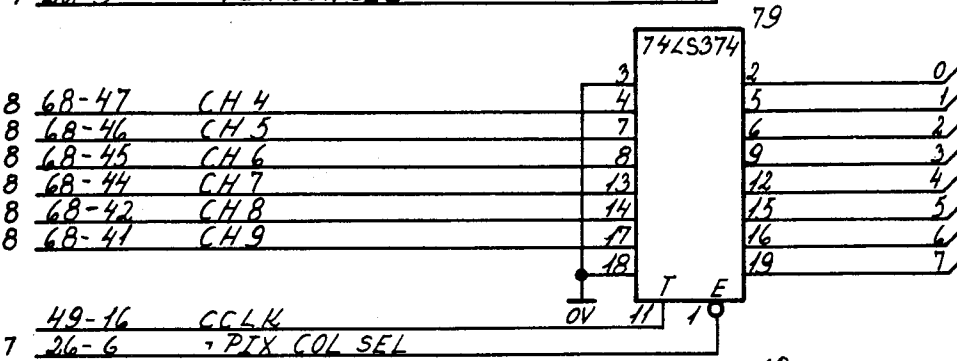 79
74LS374
3 2 0
8 68-47 CH 4 4 5 1
8 68-46 CH 5 7 6 2
8 68-45 CH 6 8 9 3
8 68-44 CH 7 13 12 4
8 68-42 CH 8 14 15 5
8 68-41 CH 9 17 16 6
18 19 7
T E
49-16 CCLK 0V 11 1
7 26-6 ¬ PIX COL SEL